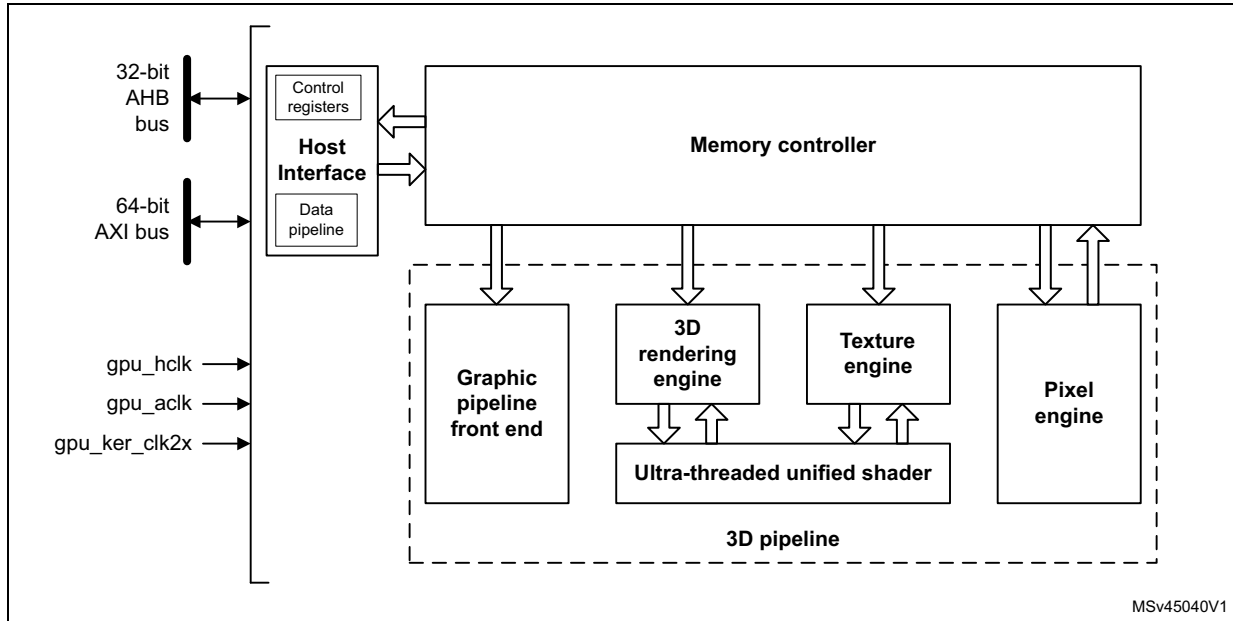 32-bit
AHB
bus
64-bit
AXI bus
gpu_hclk
gpu_aclk
gpu_ker_clk2x
Control
registers
Host
Interface
Data
pipeline
Memory controller
Graphic
pipeline
front end
3D
rendering
engine
Texture
engine
Pixel
engine
Ultra-threaded unified shader
3D pipeline
MSv45040V1